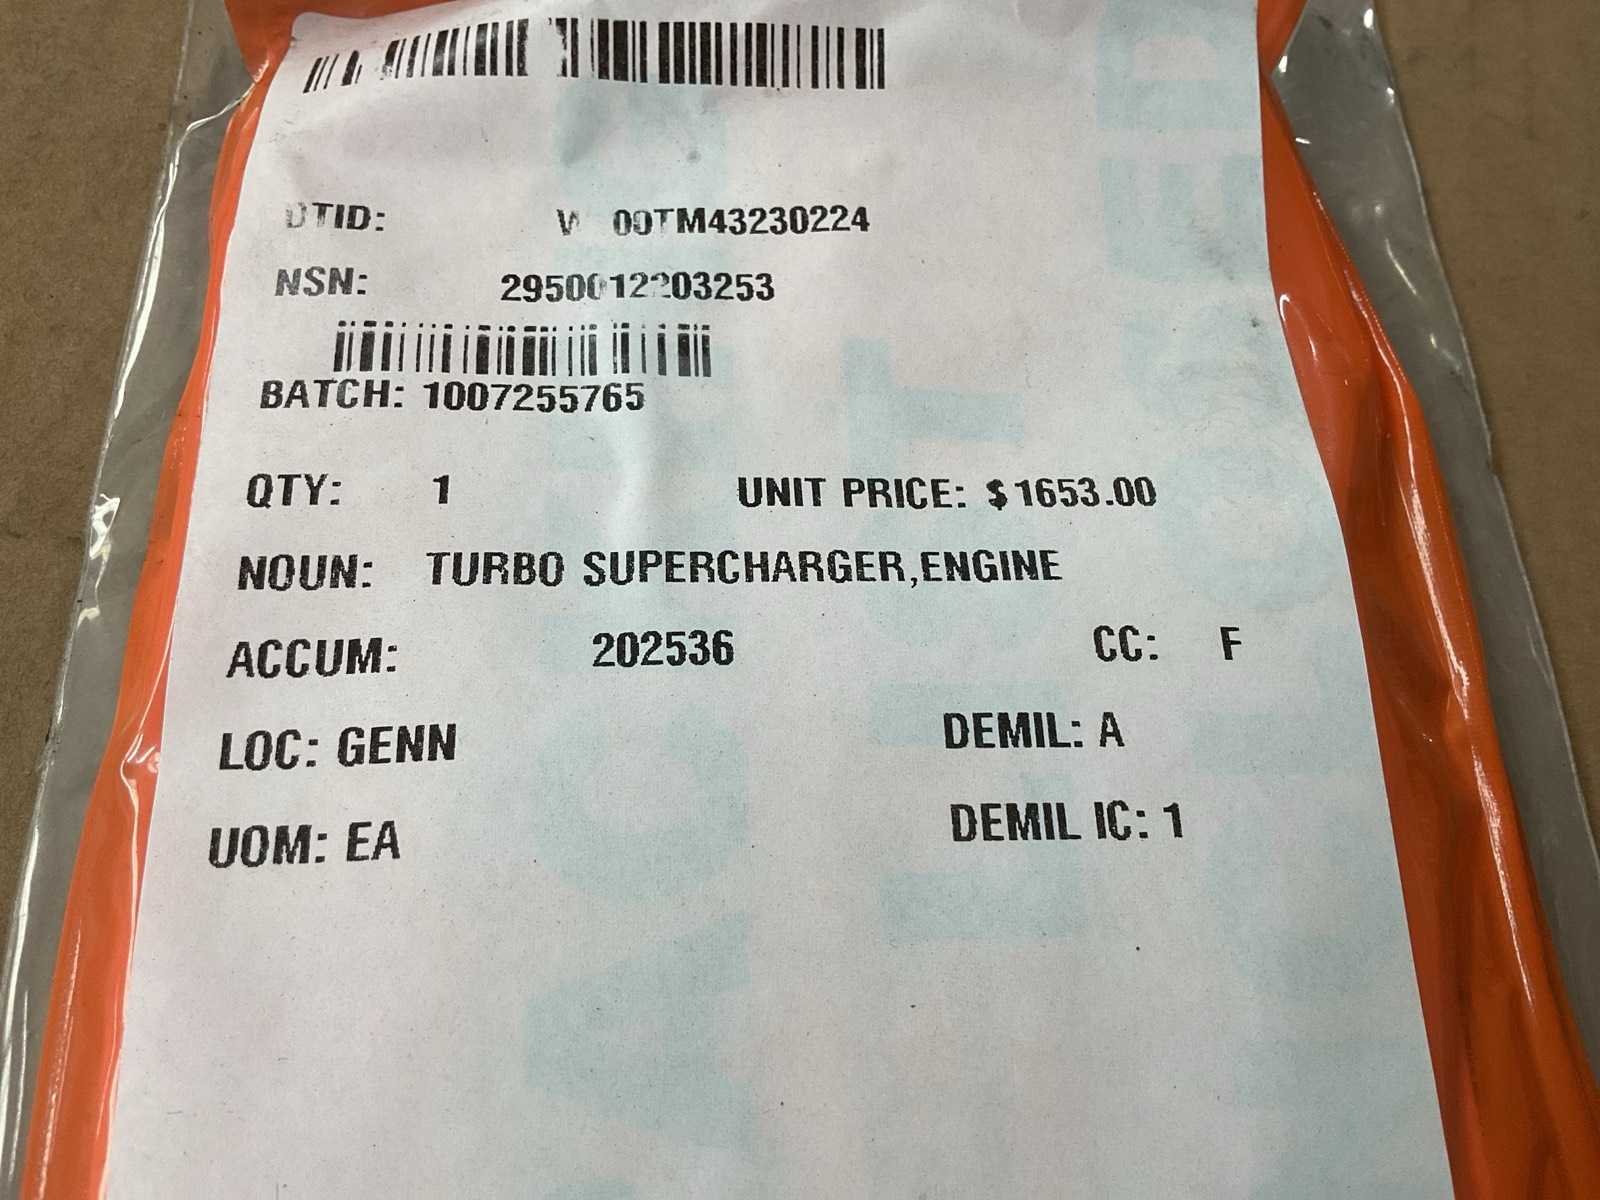 DTID: 00TM43230224
NSN: 2950012203253
BATCH: 1007255765
QTY: 1 UNIT PRICE: $1653.00
NOUN: TURBO SUPERCHARGER,ENGINE
ACCUM: 202536 CC: F
LOC: GENN DEMIL: A
UOM: EA DEMIL IC: 1